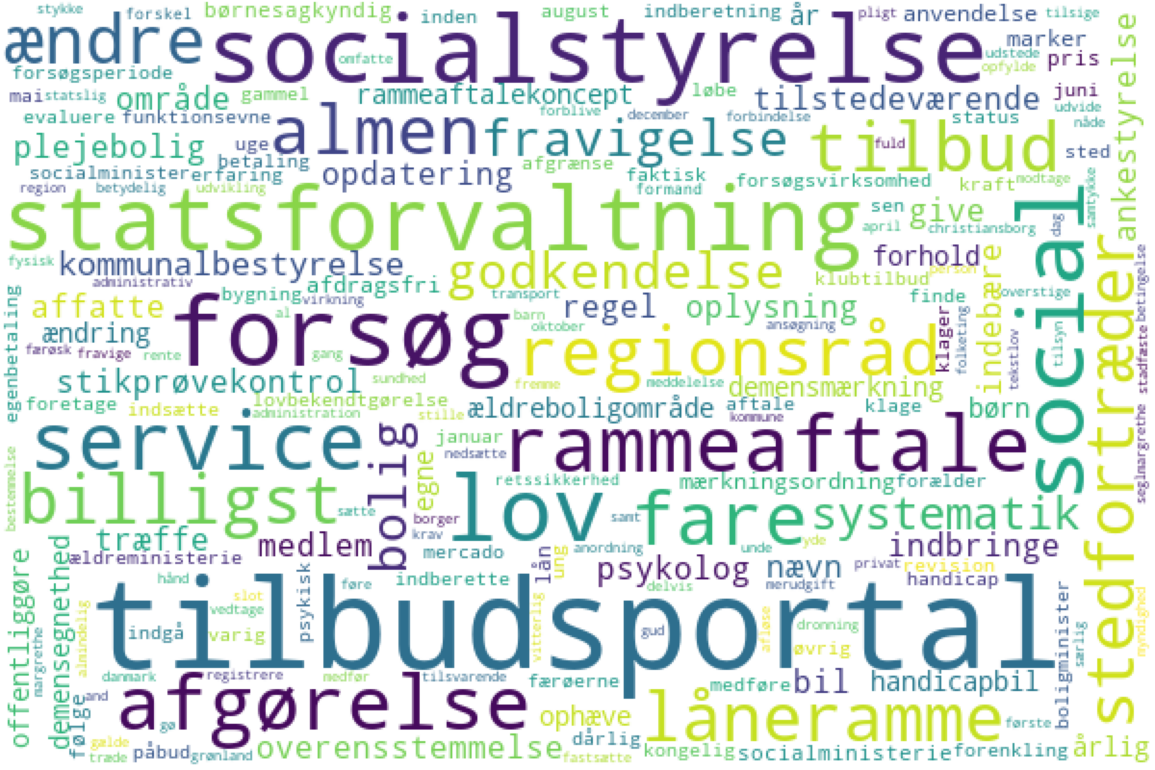 stykke forskel børnesagkyndig inden august indberetning år pligt anvendelse tilsige
ændre socialstyrelse marker
omfatte udstede pris
forsøgsperiode opfylde
mai statslig område gammel rammeaftalekoncept løbe tilstedeværende juni
evaluere funktionsevne forblive december forbindelse status udvide
plejebolig uge almen fravigelse fuld tilbud nåde
betaling afgrænse sted
socialminister erfaring opdatering faktisk forsøgsvirksomhed kraft modtage
region betydelig udvikling formand samtykke
statsforvaltning sen give dag ankestyrelse
april christiansborg
fysisk kommunalbestyrelse godkendelse forhold social
administrativ afdragsfri klubtilbud person
affatte bygning virkning transport regel oplysning finde overstige
ændring al barn oktober ansøgning klager folketing indebære
færøsk fravige rente gang forsøg regionsråd tekstlov tilsyn
egenbetaling stedfortræder stadfæste betingelse
stikprøvekontrol sundhed fremme meddelelse demensmærkning
foretage indsætte lovbekendtgørelse stille ældreboligområde aftale klage børn
administration kommune
service bolig januar rammeaftale
nedsætte seglmargrethe
bestemmelse egne retssikkerhed mærkningsordning forælder
billigst sætte borger lov samt fare systematik
træffe krav
ældreministerie medlem mercado lån ung anordning unde yde indbringe
hånd føre indberette psykolog nævn privat revision
offentliggøre demensegnethed slot psykisk delvis merudgift handicap
vedtage
tilbudsportal
margrethe almindelig indgå varig vitterlig gud afløse dronning boligminister særlig myndighed
øvrig
danmark registrere medfør tilsvarende færøerne medføre bil handicapbil
følge and afgørelse ophæve låneramme første
gø
gælde påbud dårlig
træde grønland overensstemmelse fastsætte kongelig socialministerie forenkling årlig